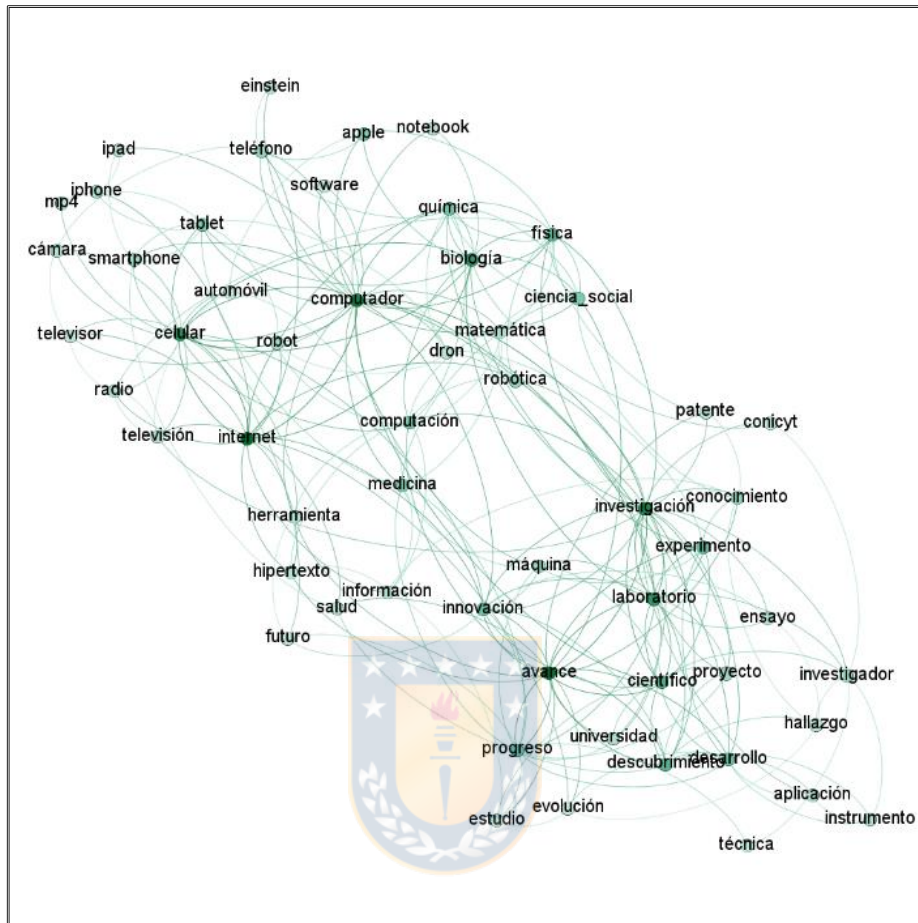 einstein
apple
notebook
ipad
teléfono
software
iphone
mp4
química
tablet
física
cámara
smartphone
biología
automóvil
computador
ciencia_social
televisor
celular
robot
matemática
dron
robótica
radio
patente
conicyt
televisión
internet
computación
medicina
conocimiento
investigación
herramienta
experimento
máquina
hipertexto
información
laboratorio
salud
innovación
ensayo
futuro
avance
científico
proyecto
investigador
hallazgo
universidad
progreso
descubrimiento
desarrollo
aplicación
evolución
estudio
instrumento
técnica